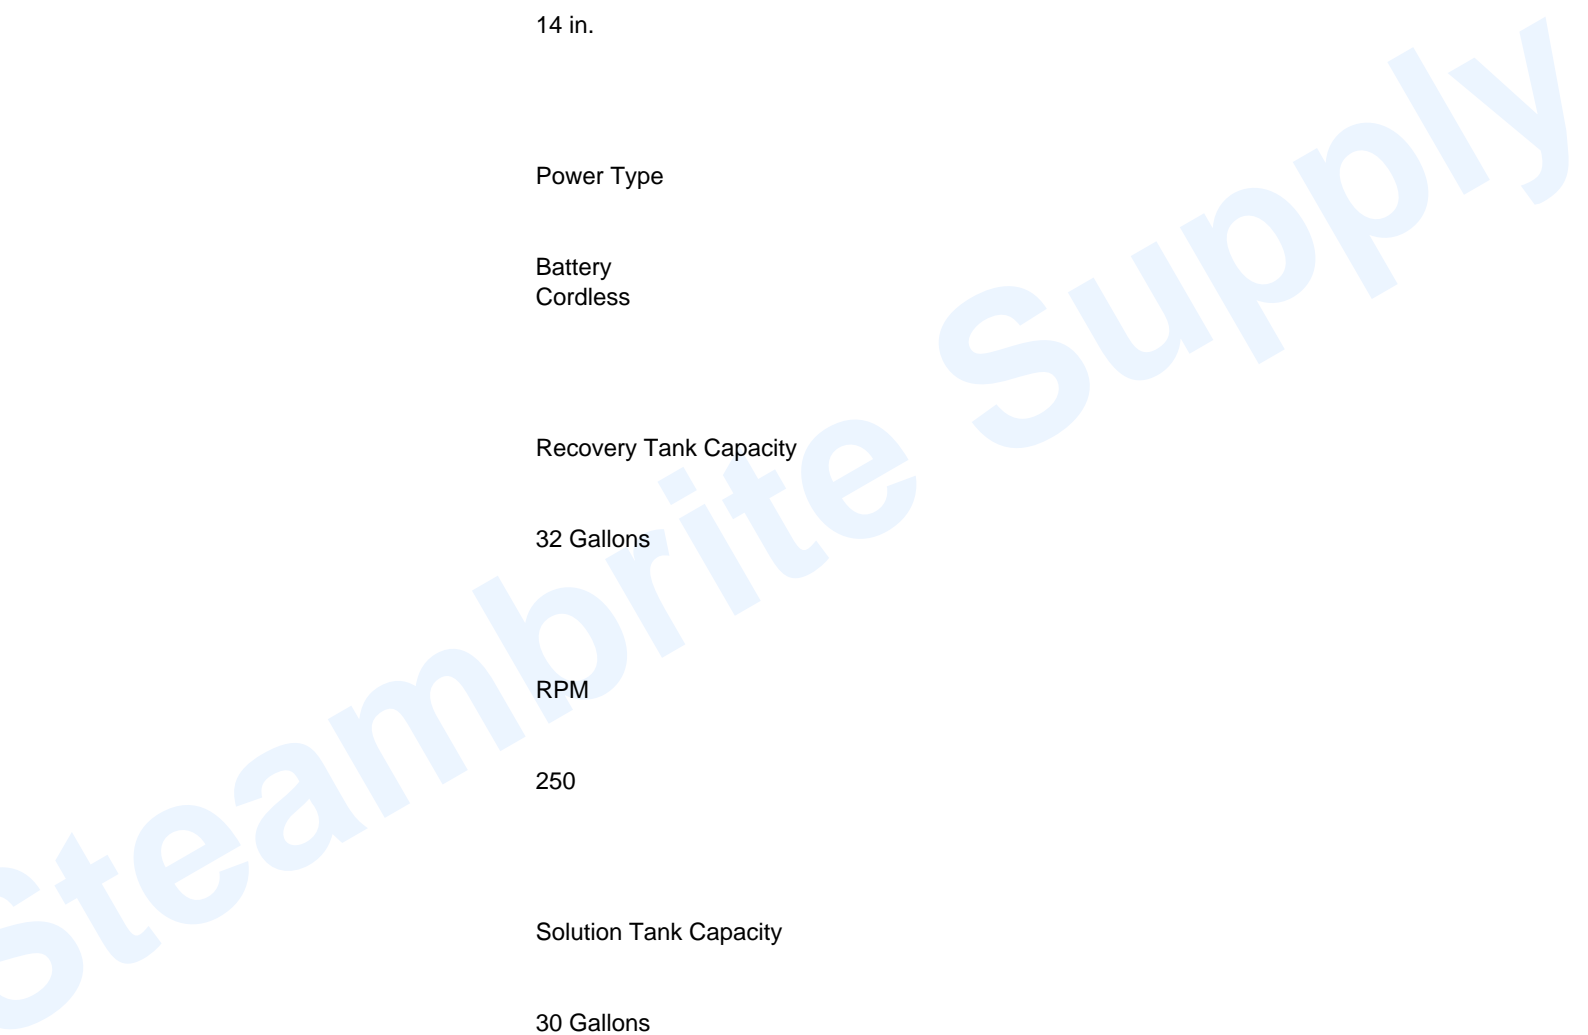 14 in.
Power Type
Battery
Cordless
Recovery Tank Capacity
32 Gallons
RPM
250
Solution Tank Capacity
30 Gallons
Steambrite Supply